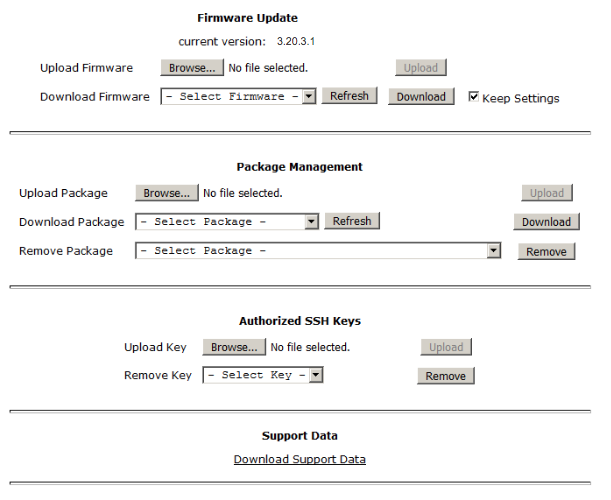 Firmware Update
current version: 3.20.3.1
Upload Firmware Browse... No file selected. Upload
Download Firmware - Select Firmware - Refresh Download Keep Settings
Package Management
Upload Package Browse... No file selected. Upload
Download Package - Select Package - Refresh Download
Remove Package - Select Package - Remove
Authorized SSH Keys
Upload Key Browse... No file selected. Upload
Remove Key - Select Key - Remove
Support Data
Download Support Data